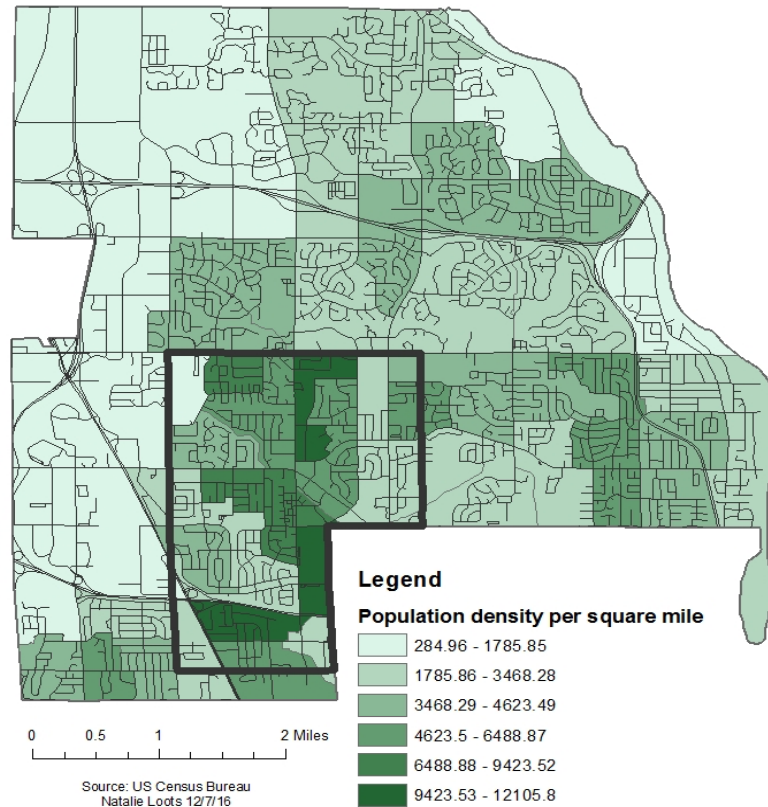 Legend
Population density per square mile
284.96 - 1785.85
1785.86 - 3468.28
3468.29 - 4623.49
4623.5 - 6488.87
6488.88 - 9423.52
9423.53 - 12105.8
0 0.5 1 2 Miles
Source: US Census Bureau
Natalie Loots 12/7/16